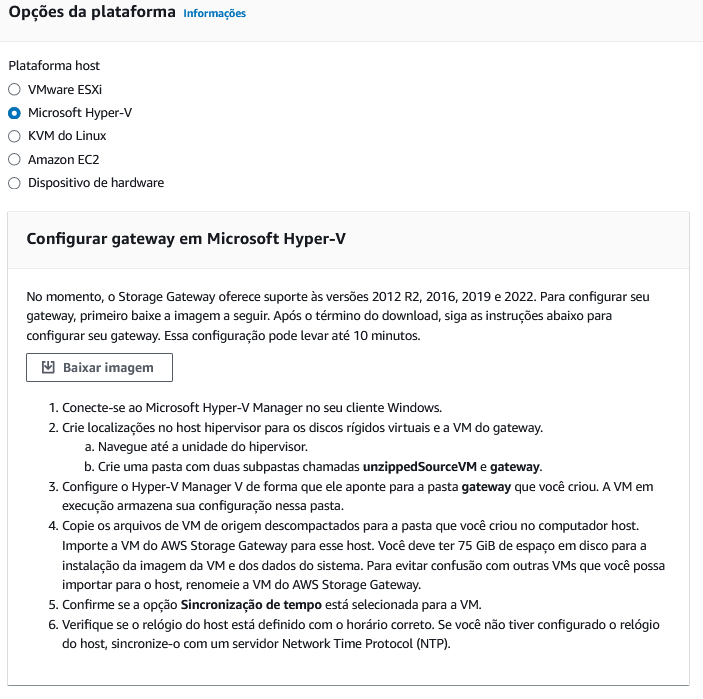 Opções da plataforma Informações
Plataforma host
VMware ESXi
Microsoft Hyper-V
KVM do Linux
Amazon EC2
Dispositivo de hardware
Configurar gateway em Microsoft Hyper-V
No momento, o Storage Gateway oferece suporte às versões 2012 R2, 2016, 2019 e 2022. Para configurar seu
gateway, primeiro baixe a imagem a seguir. Após o término do download, siga as instruções abaixo para
configurar seu gateway. Essa configuração pode levar até 10 minutos.
Baixar imagem
1. Conecte-se ao Microsoft Hyper-V Manager no seu cliente Windows.
2. Crie localizações no host hipervisor para os discos rígidos virtuais e a VM do gateway.
a. Navegue até a unidade do hipervisor.
b. Crie uma pasta com duas subpastas chamadas unzippedSourceVM e gateway.
3. Configure o Hyper-V Manager V de forma que ele aponte para a pasta gateway que você criou. A VM em
execução armazena sua configuração nessa pasta.
4. Copie os arquivos de VM de origem descompactados para a pasta que você criou no computador host.
Importe a VM do AWS Storage Gateway para esse host. Você deve ter 75 GiB de espaço em disco para a
instalação da imagem da VM e dos dados do sistema. Para evitar confusão com outras VMs que você possa
importar para o host, renomeie a VM do AWS Storage Gateway.
5. Confirme se a opção Sincronização de tempo está selecionada para a VM.
6. Verifique se o relógio do host está definido com o horário correto. Se você não tiver configurado o relógio
do host, sincronize-o com um servidor Network Time Protocol (NTP).